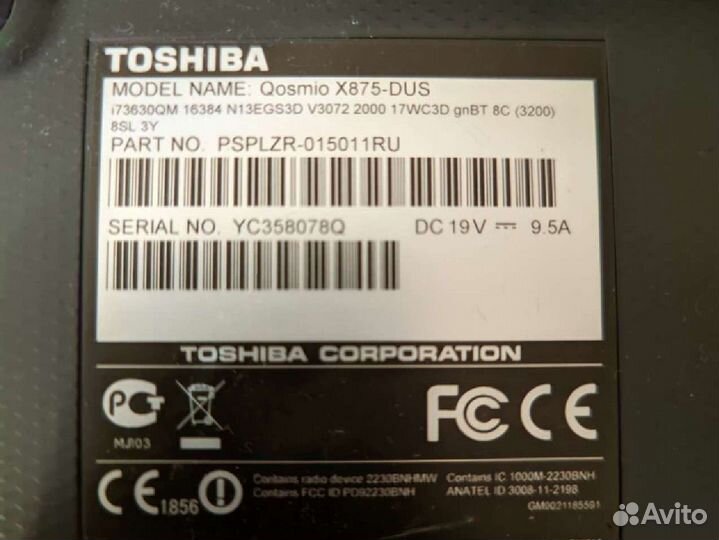 TOSHIBA
MODEL NAME: Qosmio X875-DUS
i73630QM 16384 N13EGS3D V3072 2000 17WC3D gnBT 8C (3200)
8SL 3Y
PART NO. PSPLZR-015011RU
SERIAL NO. YC358078Q DC 19V 9.5A
TOSHIBA CORPORATION
PCT
FC CE
MJ103
Contains radio device 2230BNHMW Contains IC: 1000M-2230BNH
Contains FCC ID PD92230BNH ANATEL ID 3008-11-2198
CE 1856 !
GM0021185591
Avito